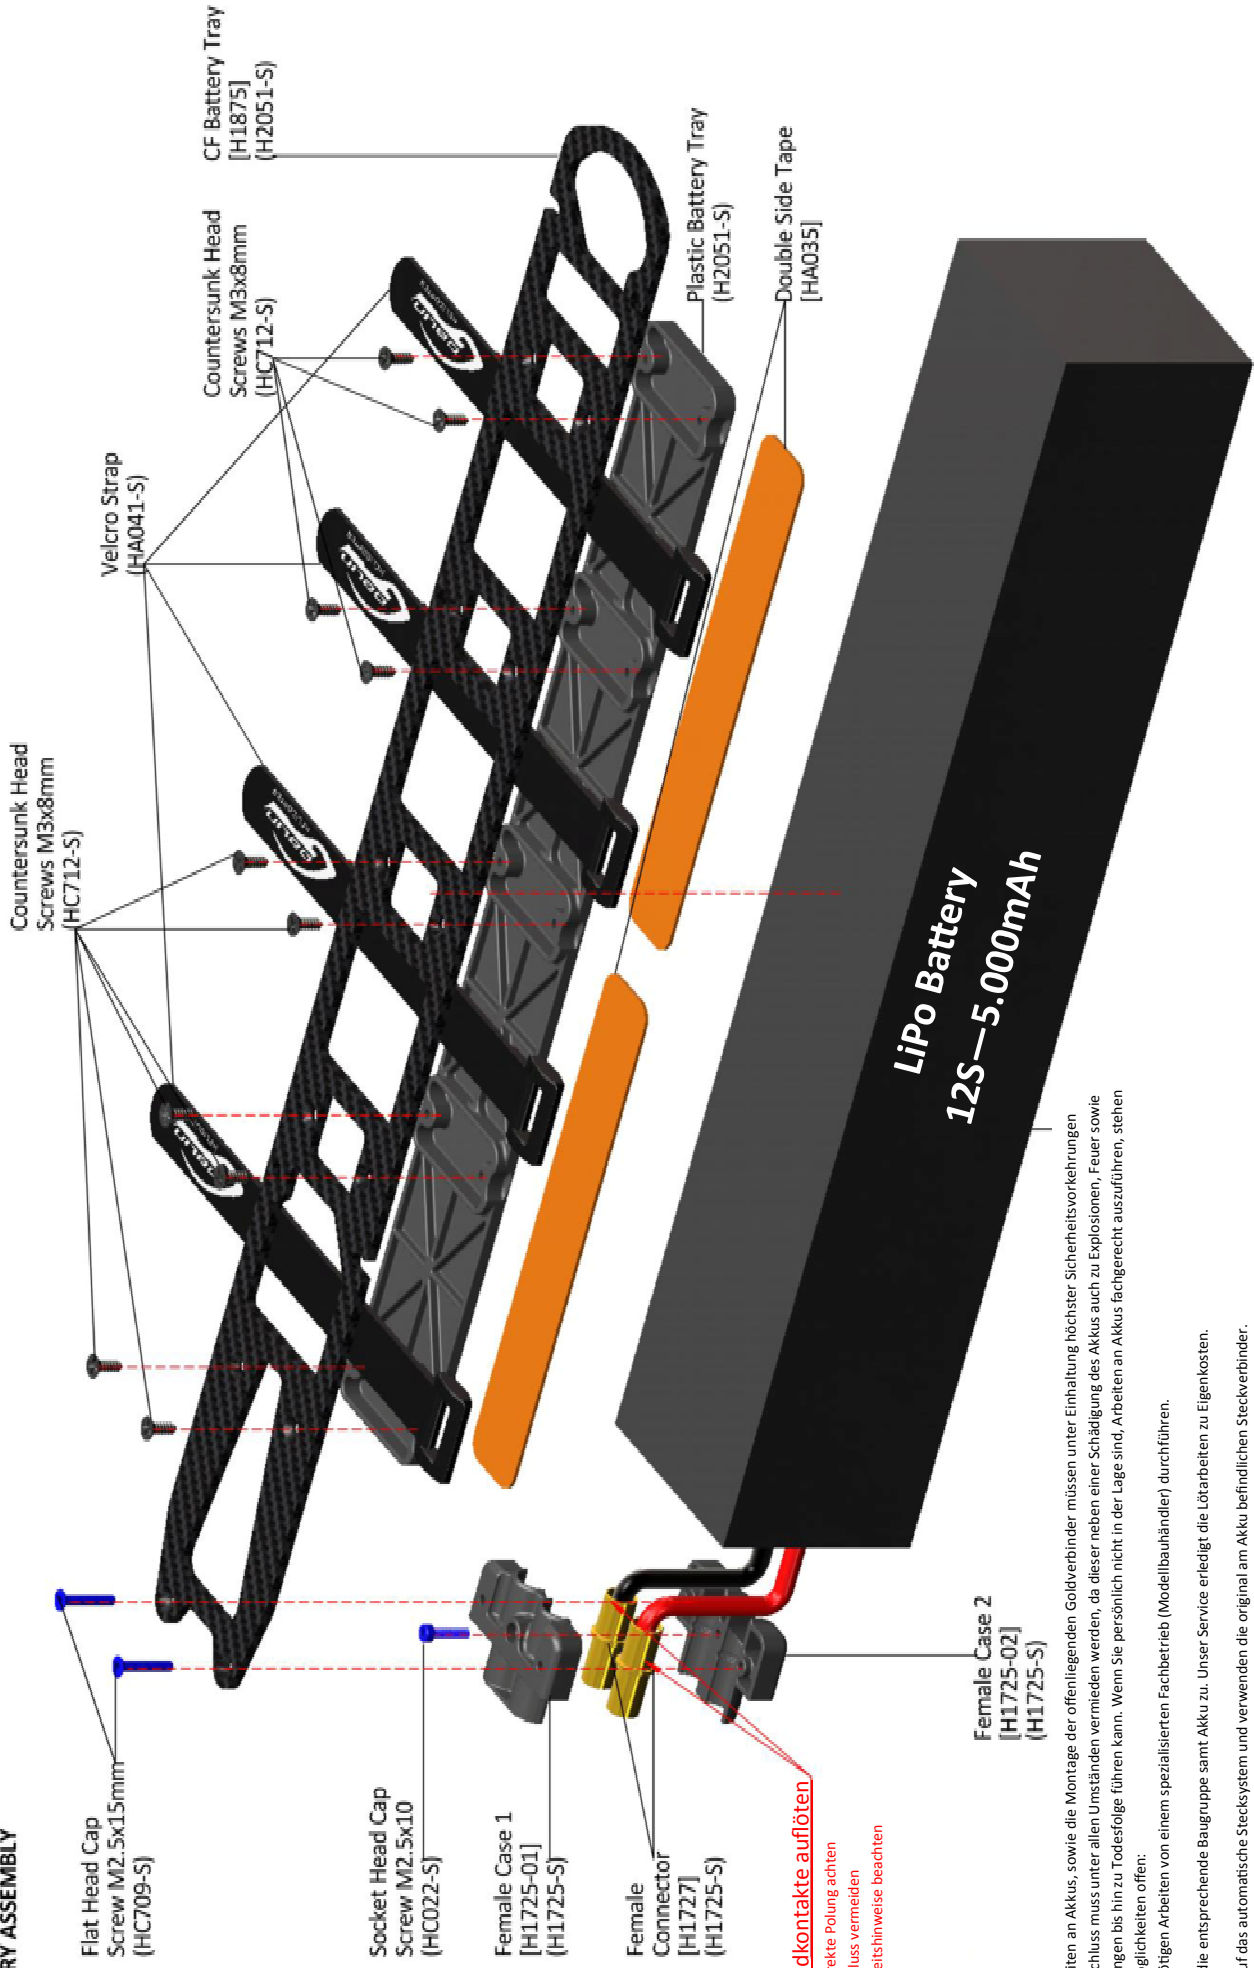 RY ASSEMBLY
Flat Head Cap
Screw M2.5x15mm
(HC709-S)
Countersunk Head
Screws M3x8mm
(HC712-S)
Velcro Strap
(HA041-S)
Countersunk Head
Screws M3x8mm
(HC712-S)
CF Battery Tray
[H1875]
(H2051-S)
Socket Head Cap
Screw M2.5x10
(HC022-S)
Female Case 1
[H1725-01]
(H1725-S)
Female
Connector
[H1727]
(H1725-S)
Plastic Battery Tray
(H2051-S)
Double Side Tape
[HA035]
dkontakte auflöten
rekte Polung achten
luss vermeiden
eitshinweise beachten
Female Case 2
[H1725-02]
(H1725-S)
LiPo Battery
12S—5.000mAh
iten an Akkus, sowie die Montage der offenliegenden Goldverbinder müssen unter Einhaltung höchster Sicherheitsvorkehrungen
chluss muss unter allen Umständen vermieden werden, da dieser neben einer Schädigung des Akkus auch zu Explosionen, Feuer sowie
ngen bis hin zu Todesfolge führen kann. Wenn Sie persönlich nicht in der Lage sind, Arbeiten an Akkus fachgerecht auszuführen, stehen
glichkeiten offen:
ötigen Arbeiten von einem spezialisierten Fachbetrieb (Modellbauhändler) durchführen.
die entsprechende Baugruppe samt Akku zu. Unser Service erledigt die Lötarbeiten zu Eigenkosten.
uf das automatische Stecksystem und verwenden die original am Akku befindlichen Steckverbinder.